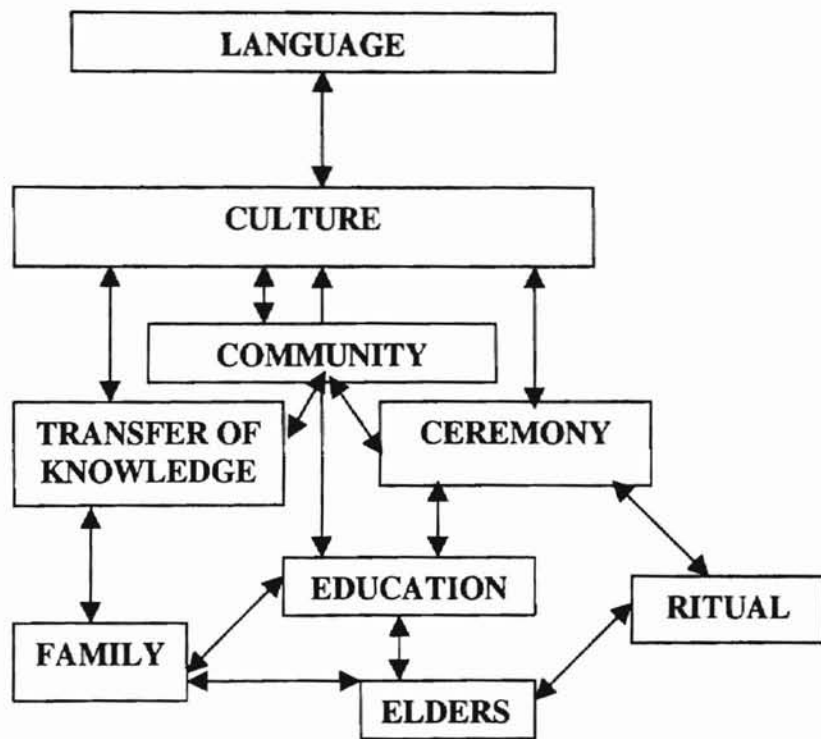 LANGUAGE
CULTURE
COMMUNITY
TRANSFER OF
KNOWLEDGE
CEREMONY
EDUCATION
RITUAL
FAMILY
ELDERS